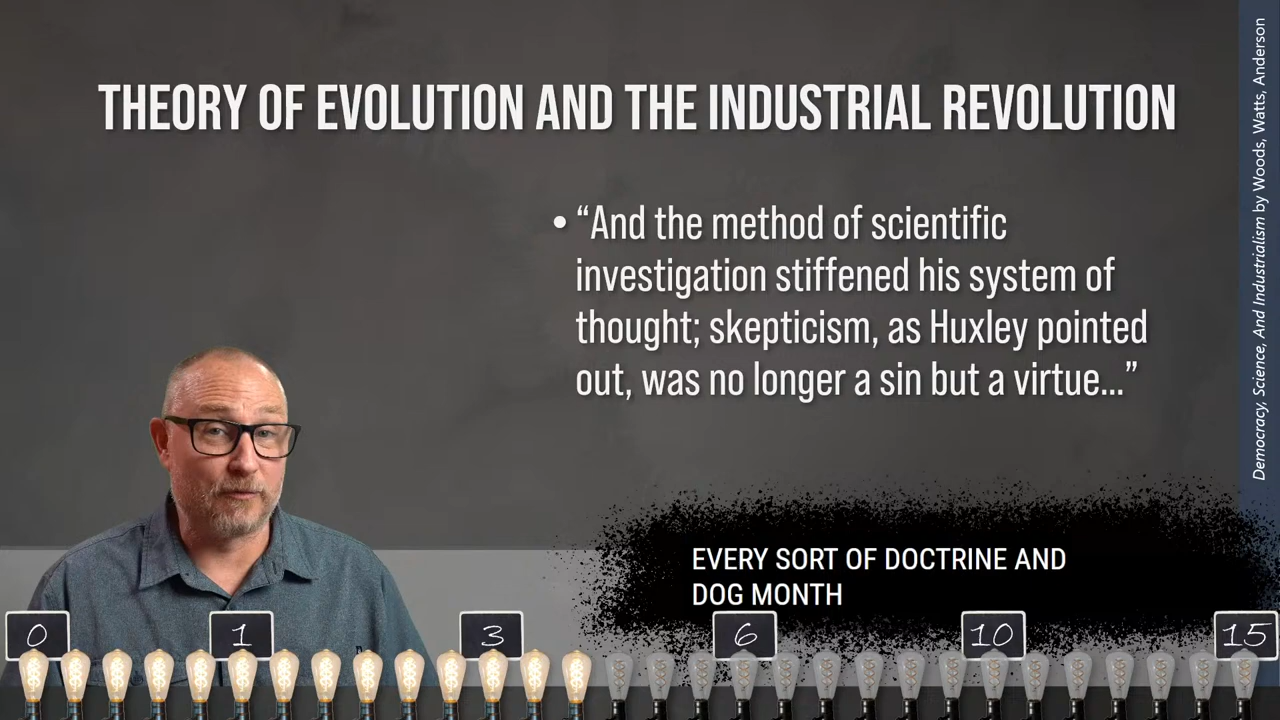 THEORY OF EVOLUTION AND THE INDUSTRIAL REVOLUTION
• “And the method of scientific
investigation stiffened his system of
thought; skepticism, as Huxley pointed
out, was no longer a sin but a virtue...”
Democracy, Science, And Industrialism by Woods, Watts, Anderson
EVERY SORT OF DOCTRINE AND
DOG MONTH
0 1 3 6 10 15